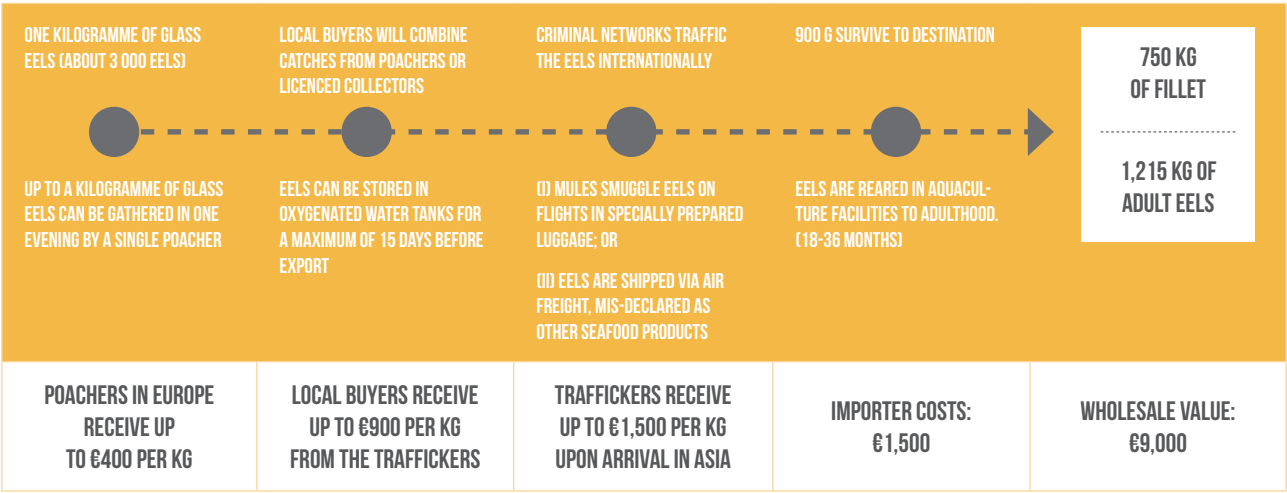 ONE KILOGRAMME OF GLASS
EELS (ABOUT 3 000 EELS)
UP TO A KILOGRAMME OF GLASS
EELS CAN BE GATHERED IN ONE
EVENING BY A SINGLE POACHER
POACHERS IN EUROPE
RECEIVE UP
TO €400 PER KG
LOCAL BUYERS WILL COMBINE
CATCHES FROM POACHERS OR
LICENCED COLLECTORS
EELS CAN BE STORED IN
OXYGENATED WATER TANKS FOR
A MAXIMUM OF 15 DAYS BEFORE
EXPORT
LOCAL BUYERS RECEIVE
UP TO €900 PER KG
FROM THE TRAFFICKERS
CRIMINAL NETWORKS TRAFFIC
THE EELS INTERNATIONALLY
(I) MULES SMUGGLE EELS ON
FLIGHTS IN SPECIALLY PREPARED
LUGGAGE; OR
(II) EELS ARE SHIPPED VIA AIR
FREIGHT, MIS-DECLARED AS
OTHER SEAFOOD PRODUCTS
TRAFFICKERS RECEIVE
UP TO €1,500 PER KG
UPON ARRIVAL IN ASIA
900 G SURVIVE TO DESTINATION
EELS ARE REARED IN AQUACUL-
TURE FACILITIES TO ADULTHOOD.
(18-36 MONTHS)
IMPORTER COSTS:
€1,500
750 KG
OF FILLET
1,215 KG OF
ADULT EELS
WHOLESALE VALUE:
€9,000